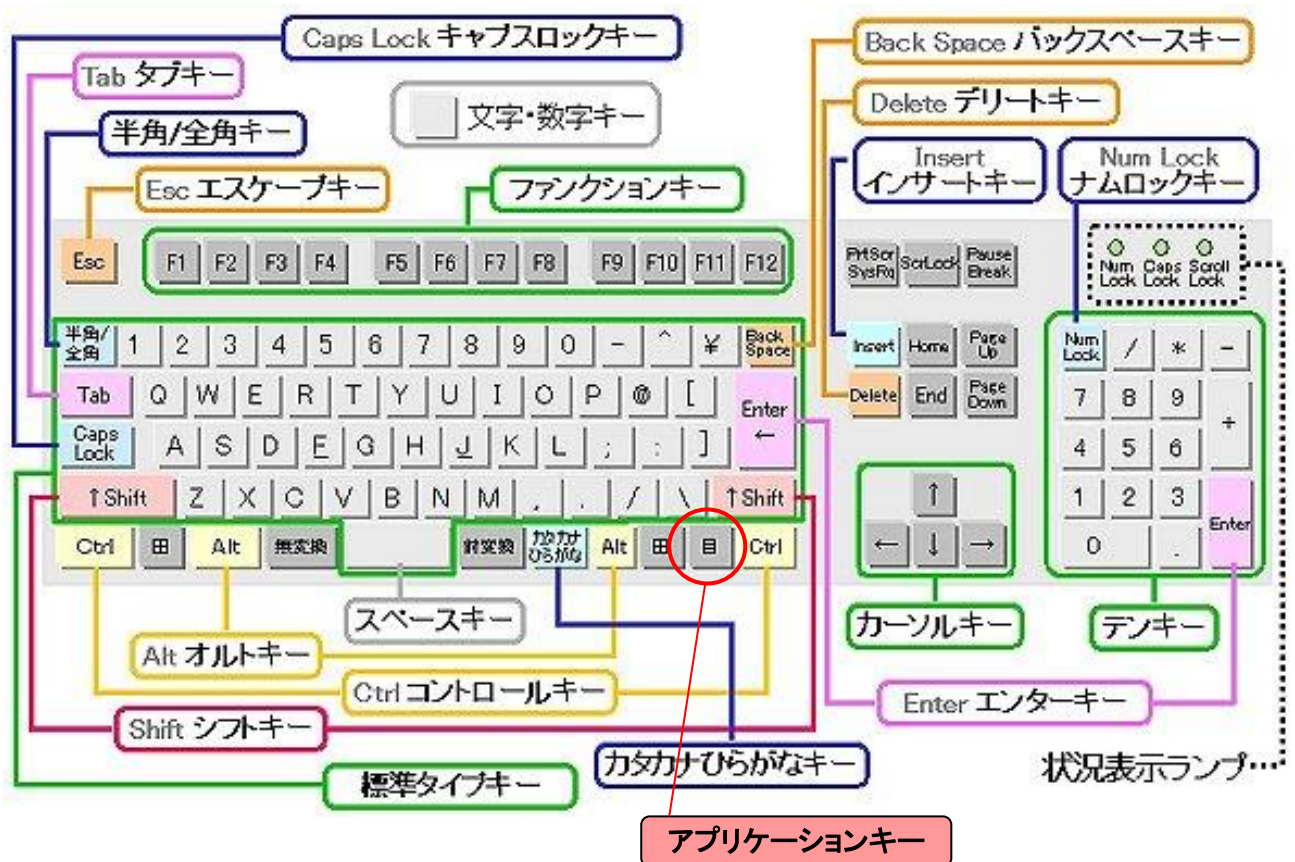 Caps Lock キャプスロックキー
Back Space バックスペースキー
Tab タブキー
文字・数字キー
Delete デリートキー
半角/全角キー
Insert
インサートキー
Num Lock
ナムロックキー
Esc エスケープキー
ファンクションキー
Esc F1 F2 F3 F4 F5 F6 F7 F8 F9 F10 F11 F12
PrtScr
SysRq
ScrLock
Pause
Break
Num
Lock
Caps
Lock
Scroll
Lock
半角/
全角
1 2 3 4 5 6 7 8 9 0 - ^ ¥
Back
Space
Insert Home
Page
Up
Num
Lock
/ * -
Tab Q W E R T Y U I O P @ [
Enter
←
Delete End
Page
Down
7 8 9 +
Caps
Lock
A S D E G H J K L ; : ]
4 5 6
↑Shift Z X C V B N M , . / \ ↑Shift
↑
1 2 3
Enter
Ctrl 田 Alt 無変換
前変換
カタカナ
ひらがな
Alt 田 目 Ctrl
← ↓ →
0 .
スペースキー
カーソルキー
テンキー
Alt オルトキー
Ctrl コントロールキー
Enter エンターキー
Shift シフトキー
カタカナひらがなキー
状況表示ランプ
標準タイプキー
アプリケーションキー